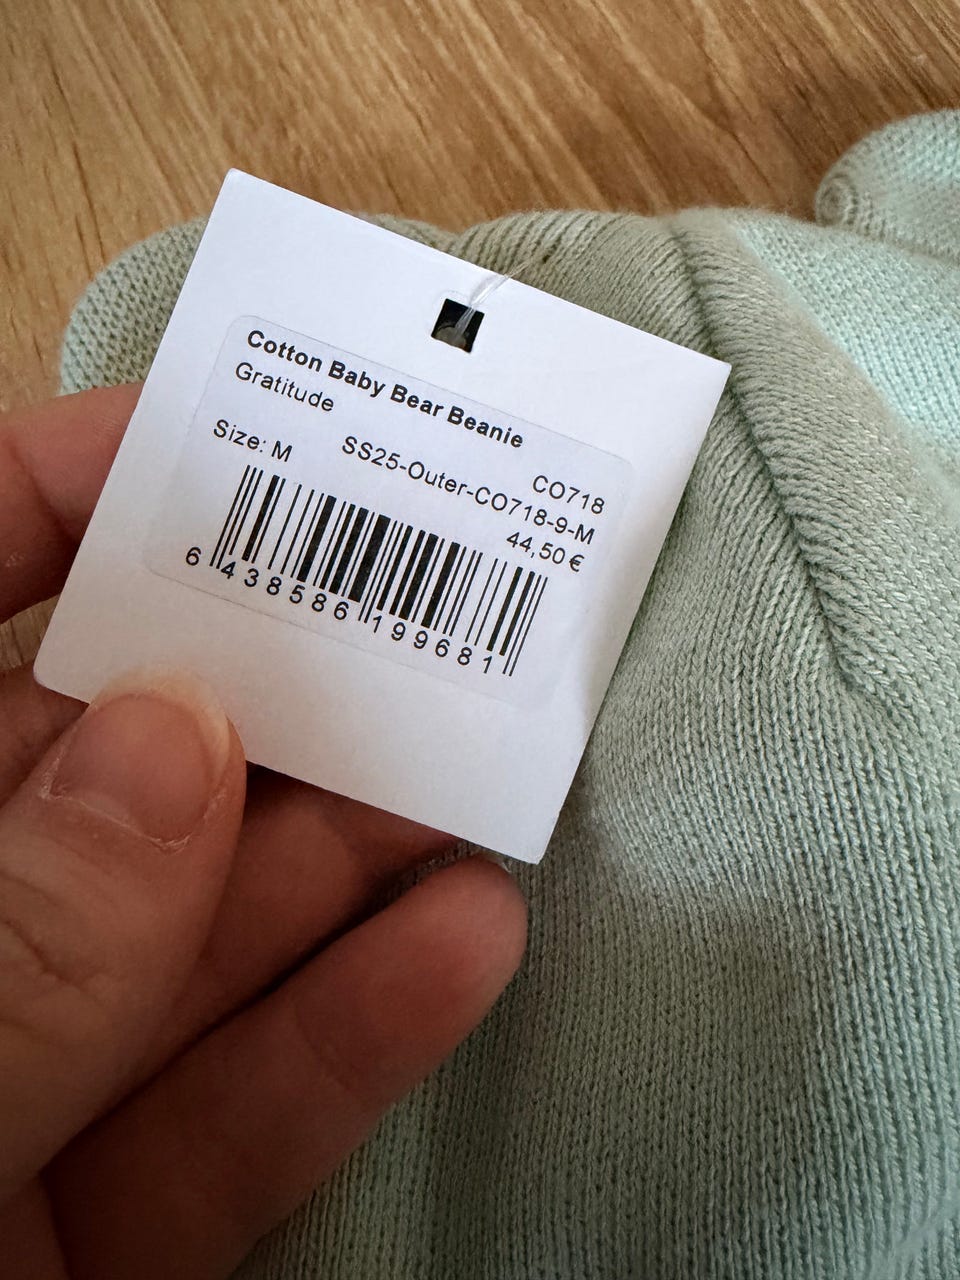 Cotton Baby Bear Beanie
Gratitude
CO718
Size: M SS25-Outer-CO718-9-M
44,50 €
6 438586 199681